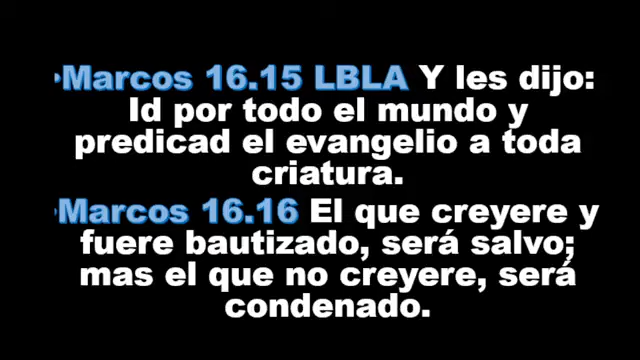 •Marcos 16.15 LBLA Y les dijo:
Id por todo el mundo y
predicad el evangelio a toda
criatura.
•Marcos 16.16 El que creyere y
fuere bautizado, será salvo;
mas el que no creyere, será
condenado.